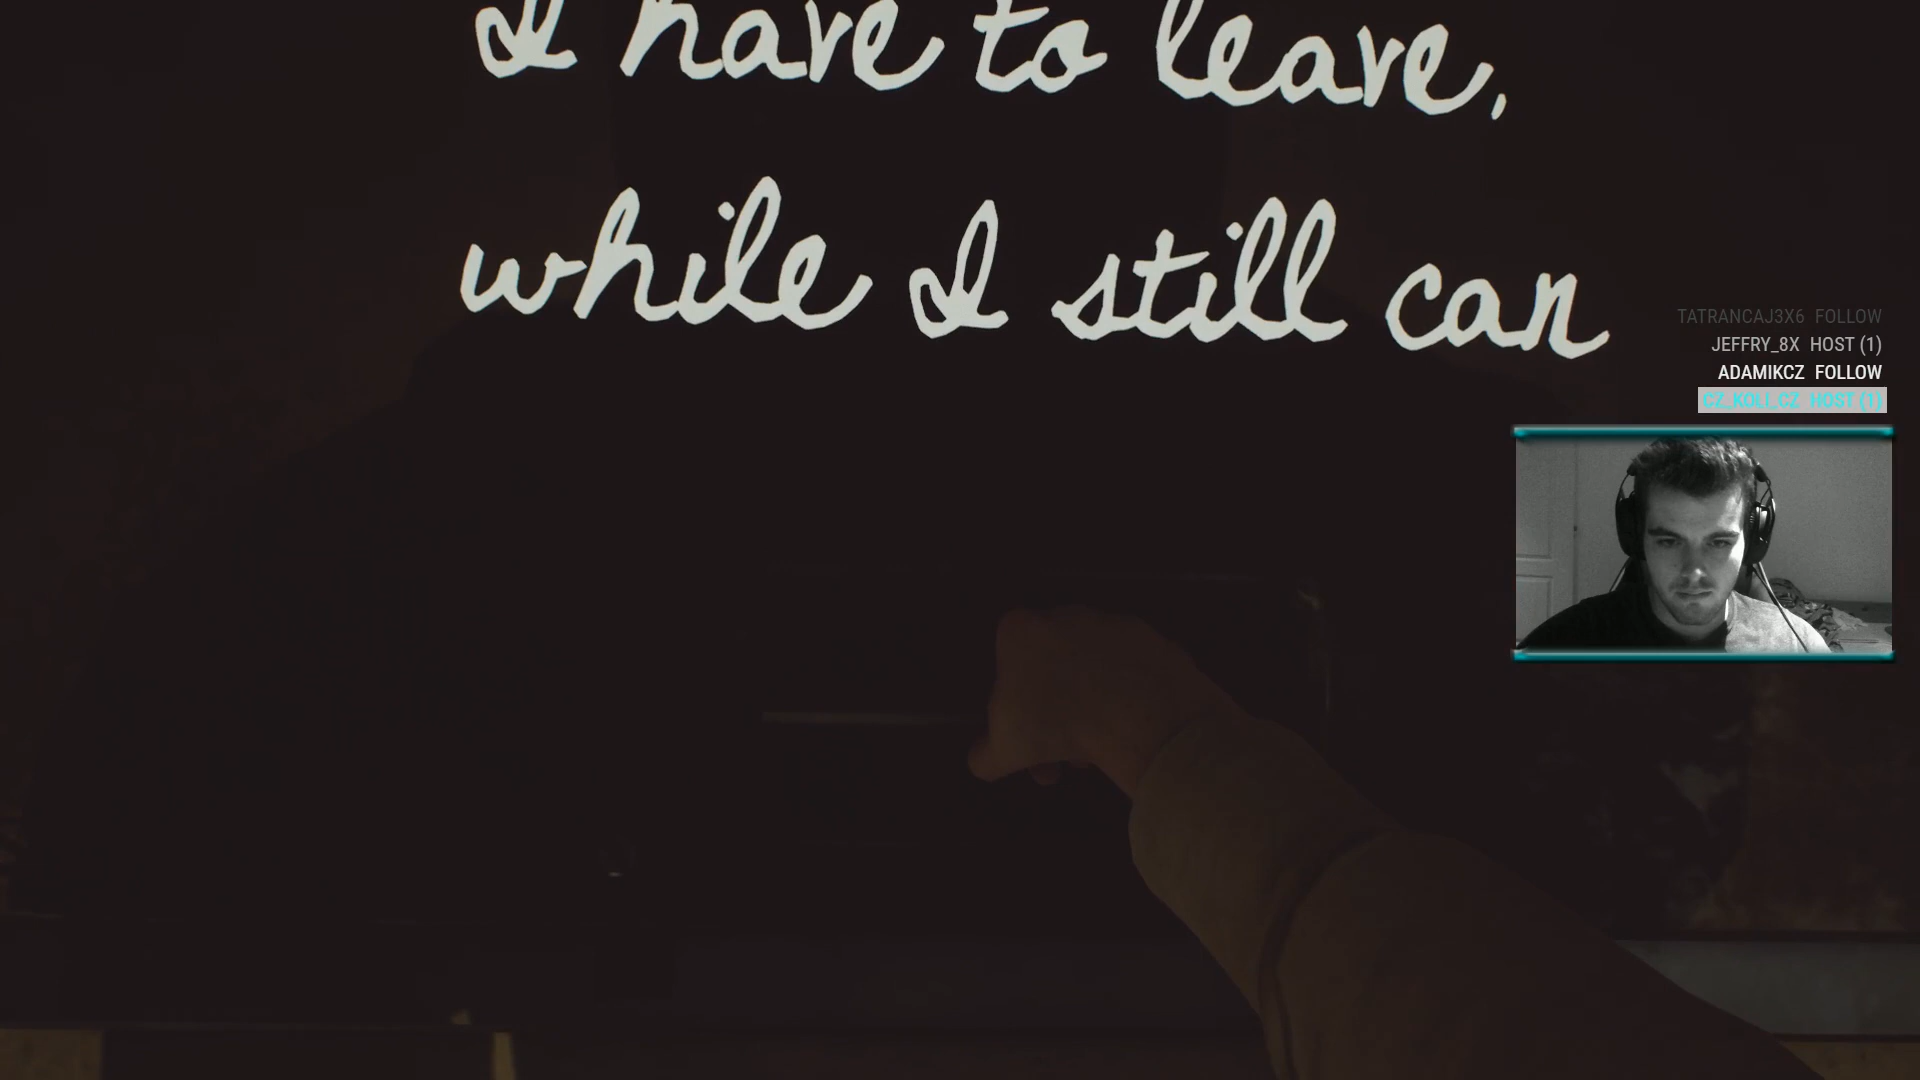 I have to leave,
while I still can
TATRANCAJ3X6 FOLLOW
JEFFRY_8X HOST (1)
ADAMIKCZ FOLLOW
CZ_KOLI_CZ HOST (1)